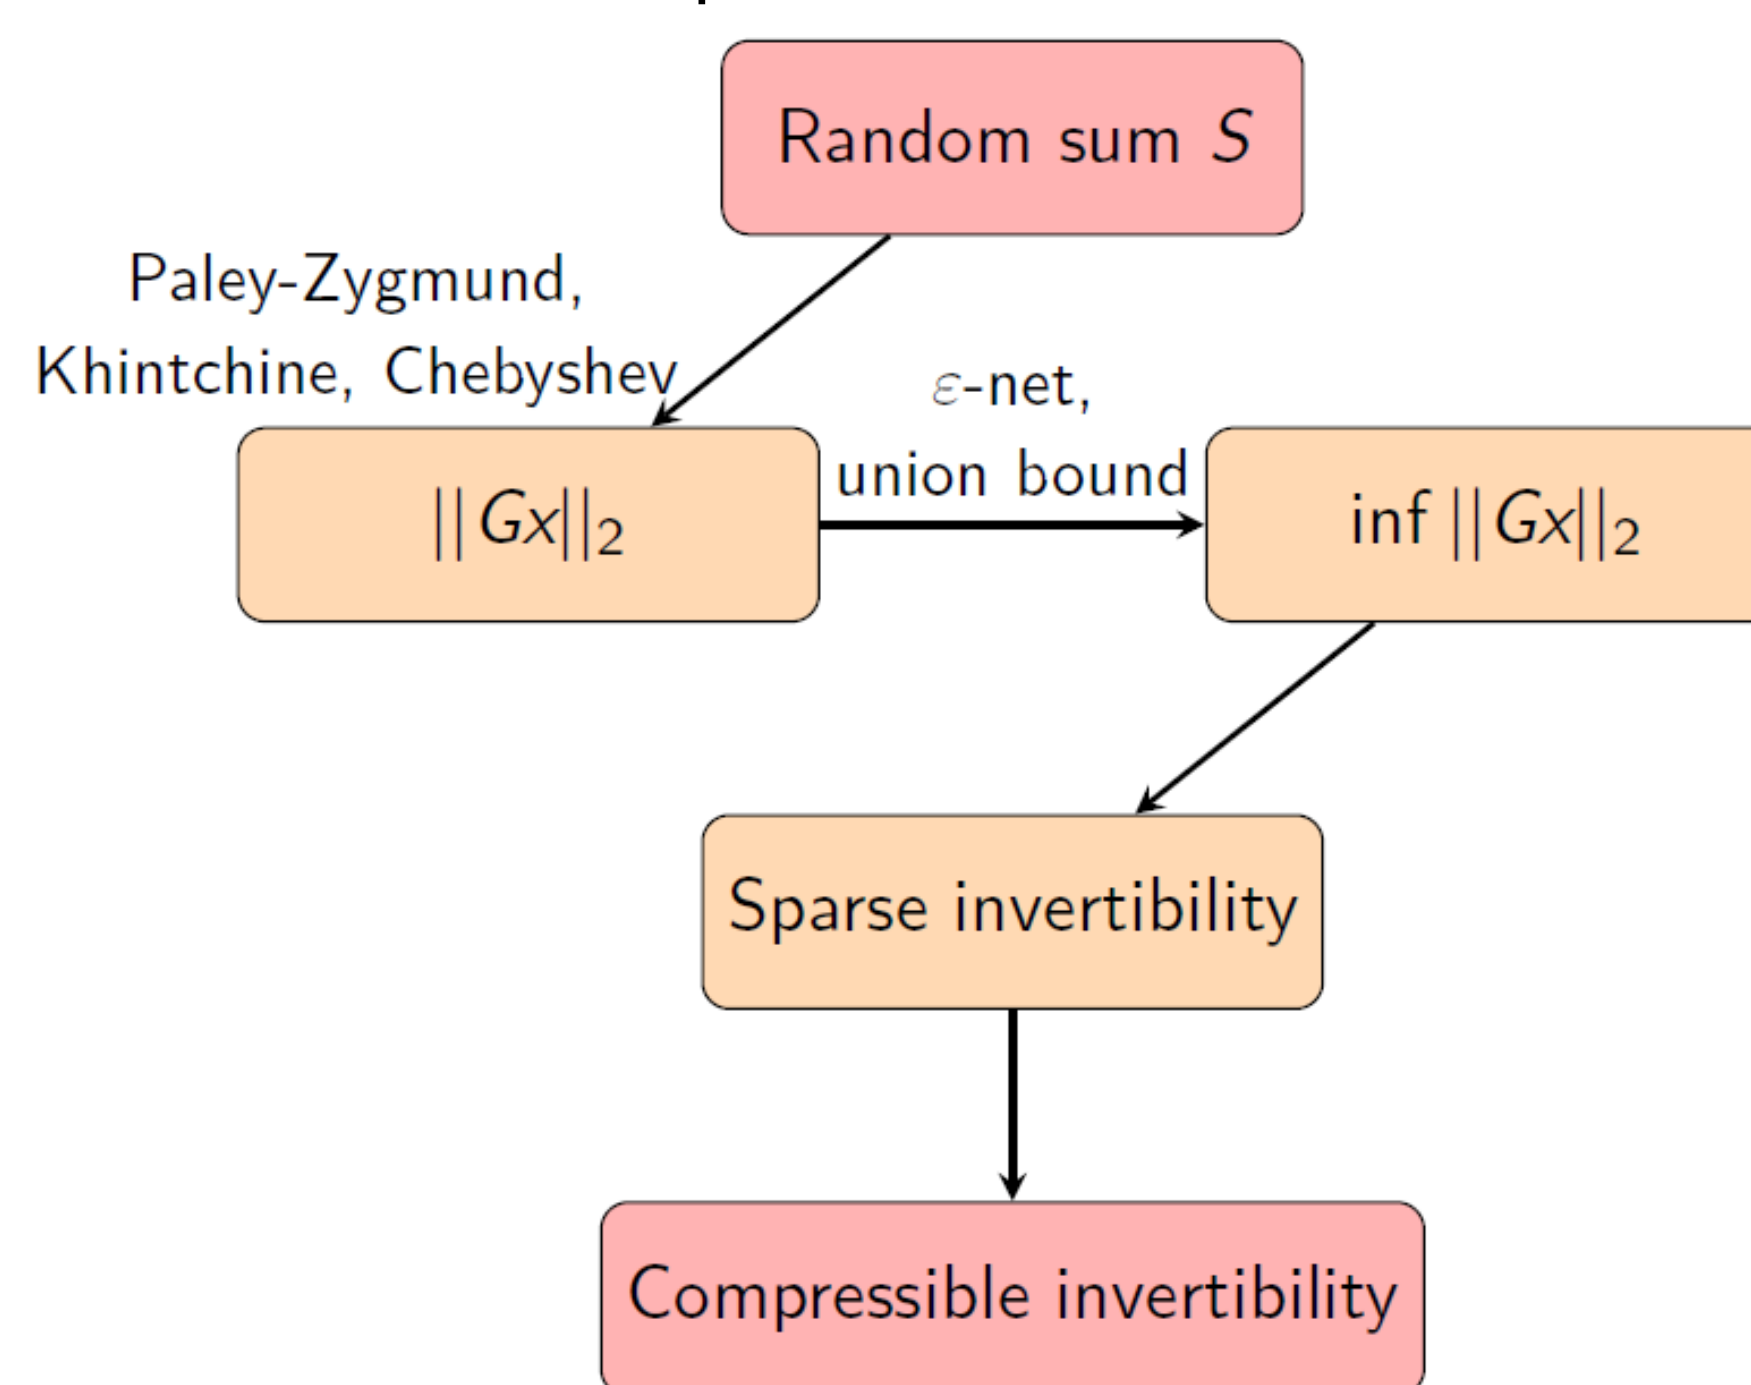 Random sum S
Paley-Zygmund,
Khintchine, Chebyshev
ε-net,
union bound
||Gx||₂
inf ||Gx||₂
Sparse invertibility
Compressible invertibility